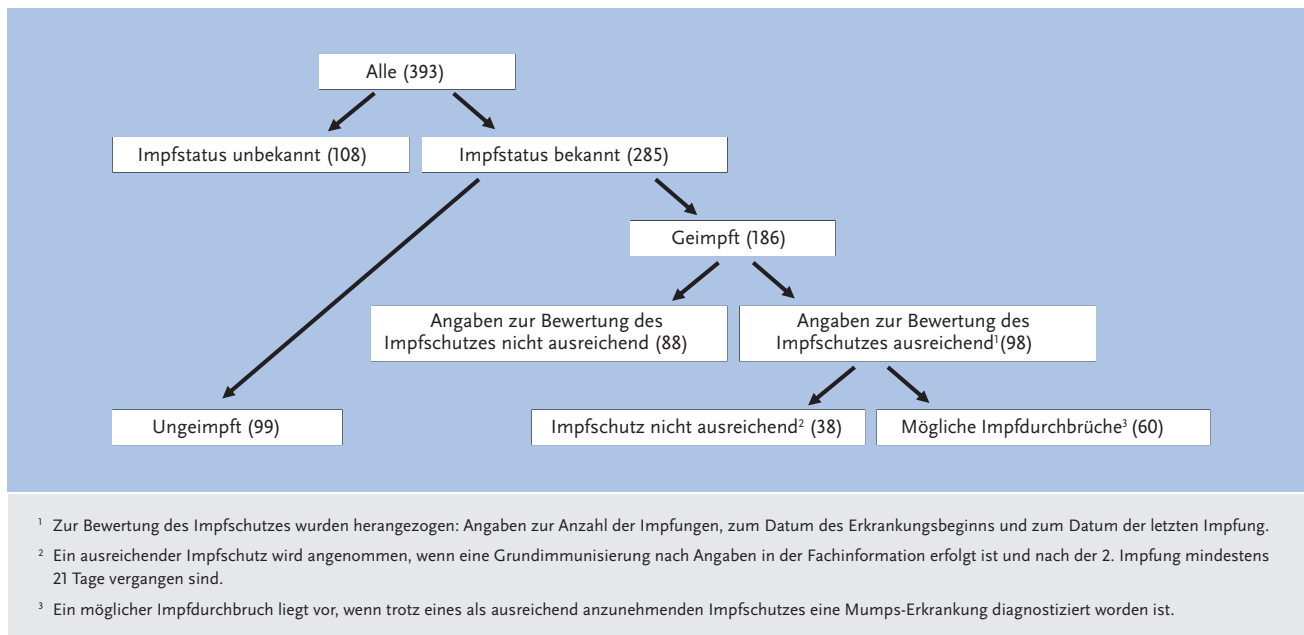 Alle (393)
Impfstatus unbekannt (108)
Impfstatus bekannt (285)
Geimpft (186)
Angaben zur Bewertung des
Impfschutzes nicht ausreichend (88)
Angaben zur Bewertung des
Impfschutzes ausreichend¹(98)
Ungeimpft (99)
Impfschutz nicht ausreichend² (38)
Mögliche Impfdurchbrüche³ (60)
¹ Zur Bewertung des Impfschutzes wurden herangezogen: Angaben zur Anzahl der Impfungen, zum Datum des Erkrankungsbeginns und zum Datum der letzten Impfung.
² Ein ausreichender Impfschutz wird angenommen, wenn eine Grundimmunisierung nach Angaben in der Fachinformation erfolgt ist und nach der 2. Impfung mindestens
21 Tage vergangen sind.
³ Ein möglicher Impfdurchbruch liegt vor, wenn trotz eines als ausreichend anzunehmenden Impfschutzes eine Mumps-Erkrankung diagnostiziert worden ist.